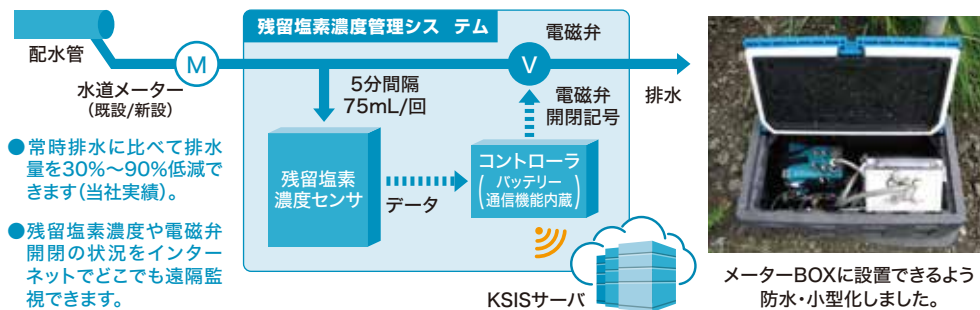 配水管
M
水道メーター
(既設/新設)
残留塩素濃度管理シス テム
電磁弁
V
5分間隔
75mL/回
電磁弁
開閉記号
排水
残留塩素
濃度センサ
データ
コントローラ
(バッテリー
通信機能内蔵)
KSISサーバ
●常時排水に比べて排水
量を30%~90%低減で
きます(当社実績)。
●残留塩素濃度や電磁弁
開閉の状況をインター
ネットでどこでも遠隔監
視できます。
メーターBOXに設置できるよう
防水・小型化しました。